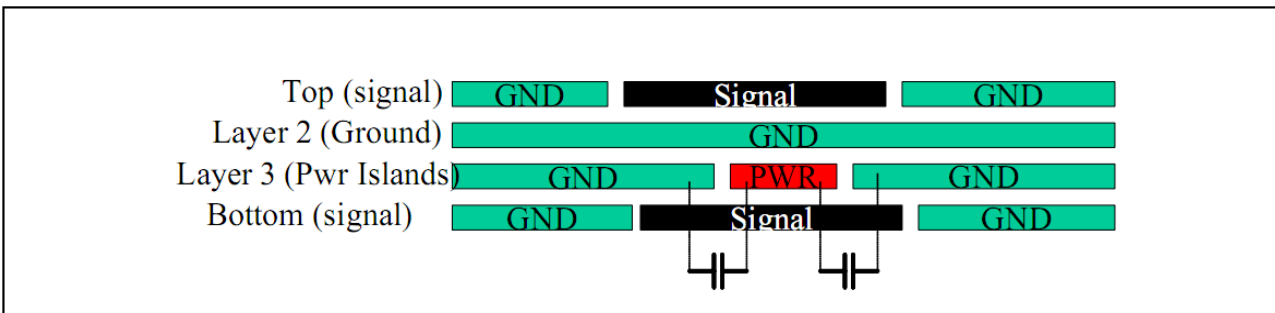 Top (signal) GND Signal GND
Layer 2 (Ground) GND
Layer 3 (Pwr Islands) GND PWR GND
Bottom (signal) GND Signal GND